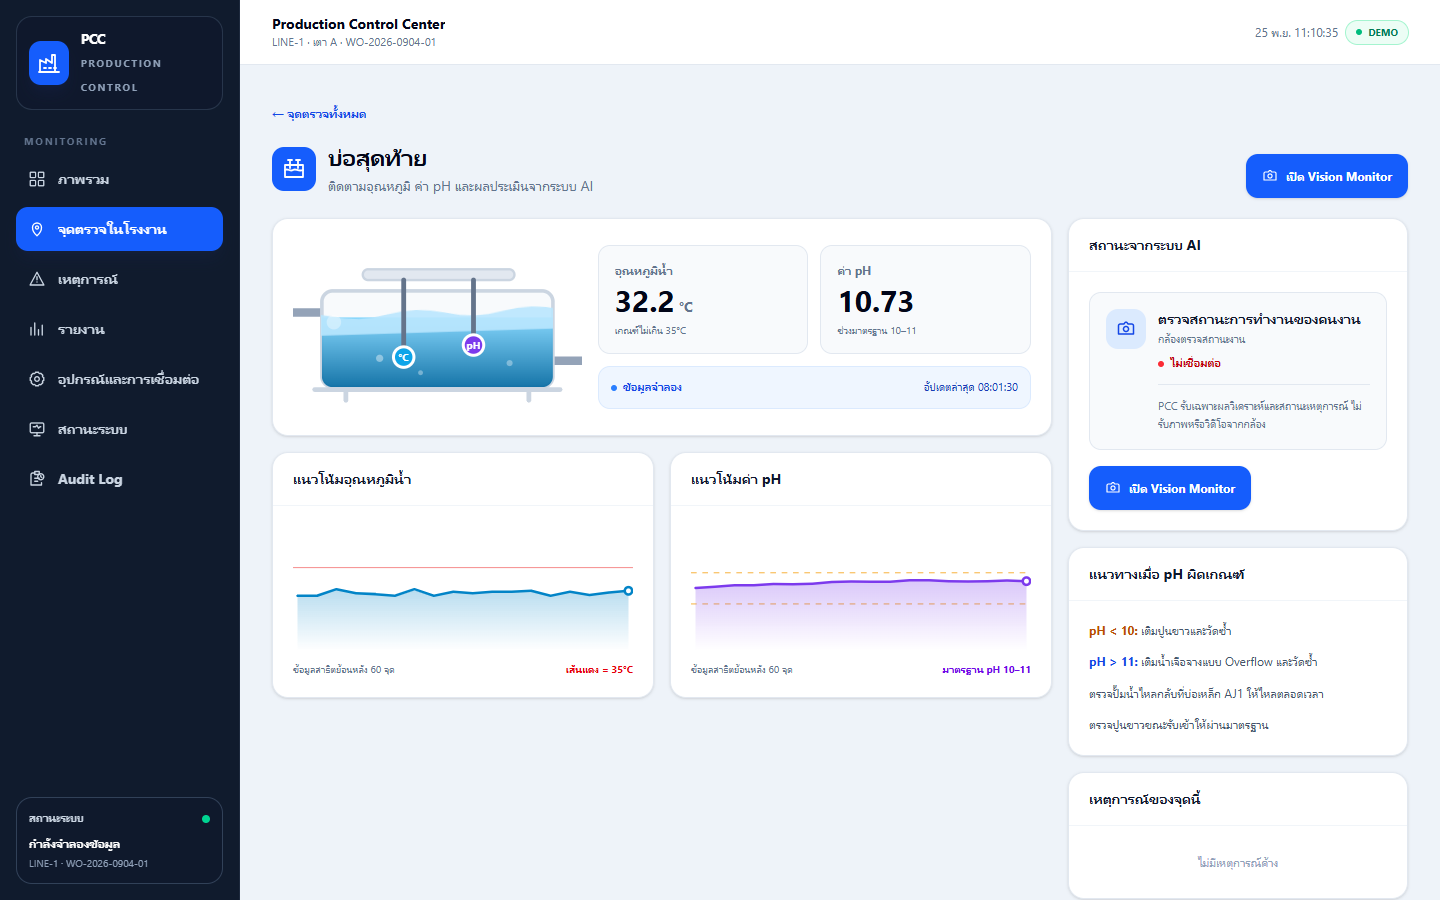 PCC
PRODUCTION
CONTROL
MONITORING
ภาพรวม
จุดตรวจในโรงงาน
เหตุการณ์
รายงาน
อุปกรณ์และการเชื่อมต่อ
สถานะระบบ
Audit Log
สถานะระบบ
กำลังจำลองข้อมูล
LINE-1 · WO-2026-0904-01
Production Control Center
LINE-1 · เตา A · WO-2026-0904-01
25 พ.ย. 11:10:35
DEMO
← จุดตรวจทั้งหมด
บ่อสุดท้าย
ติดตามอุณหภูมิ ค่า pH และผลประเมินจากระบบ AI
เปิด Vision Monitor
°C
pH
อุณหภูมิน้ำ
32.2 °C
เกณฑ์ไม่เกิน 35°C
ค่า pH
10.73
ช่วงมาตรฐาน 10–11
ข้อมูลจำลอง
อัปเดตล่าสุด 08:01:30
แนวโน้มอุณหภูมิน้ำ
ข้อมูลสาธิตย้อนหลัง 60 จุด
เส้นแดง = 35°C
แนวโน้มค่า pH
ข้อมูลสาธิตย้อนหลัง 60 จุด
มาตรฐาน pH 10–11
สถานะจากระบบ AI
ตรวจสถานะการทำงานของคนงาน
กล้องตรวจสถานะงาน
ไม่เชื่อมต่อ
PCC รับเฉพาะผลวิเคราะห์และสถานะเหตุการณ์ ไม่
รับภาพหรือวิดีโอจากกล้อง
เปิด Vision Monitor
แนวทางเมื่อ pH ผิดเกณฑ์
pH < 10: เติมปูนขาวและวัดซ้ำ
pH > 11: เติมน้ำเจือจางแบบ Overflow และวัดซ้ำ
ตรวจปั๊มน้ำไหลกลับที่บ่อเหล็ก AJ1 ให้ไหลตลอดเวลา
ตรวจปูนขาวขณะรับเข้าให้ผ่านมาตรฐาน
เหตุการณ์ของจุดนี้
ไม่มีเหตุการณ์ค้าง